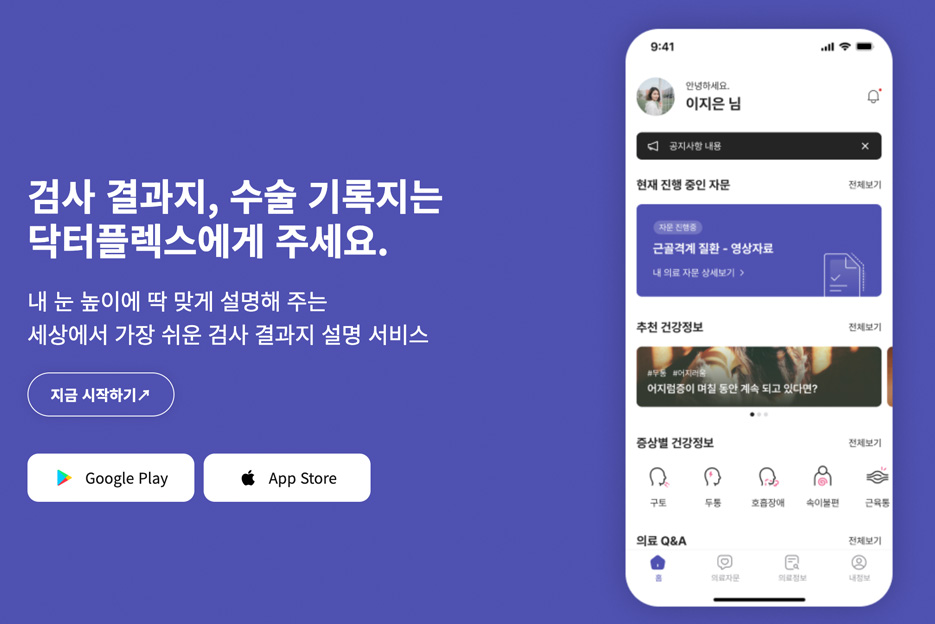 검사 결과지, 수술 기록지는
닥터플렉스에게 주세요.
내 눈 높이에 딱 맞게 설명해 주는
세상에서 가장 쉬운 검사 결과지 설명 서비스
지금 시작하기↗
Google Play
App Store
9:41
안녕하세요.
이지은 님
공지사항 내용
현재 진행 중인 자문
전체보기
자문 진행중
근골격계 질환 - 영상자료
내 의료 자문 상세보기 >
추천 건강정보
전체보기
#두통 #어지러움
어지럼증이 며칠 동안 계속 되고 있다면?
증상별 건강정보
전체보기
구토 두통 호흡장애 속이불편 근육통
의료 Q&A
전체보기
홈 의료자문 의료정보 내정보